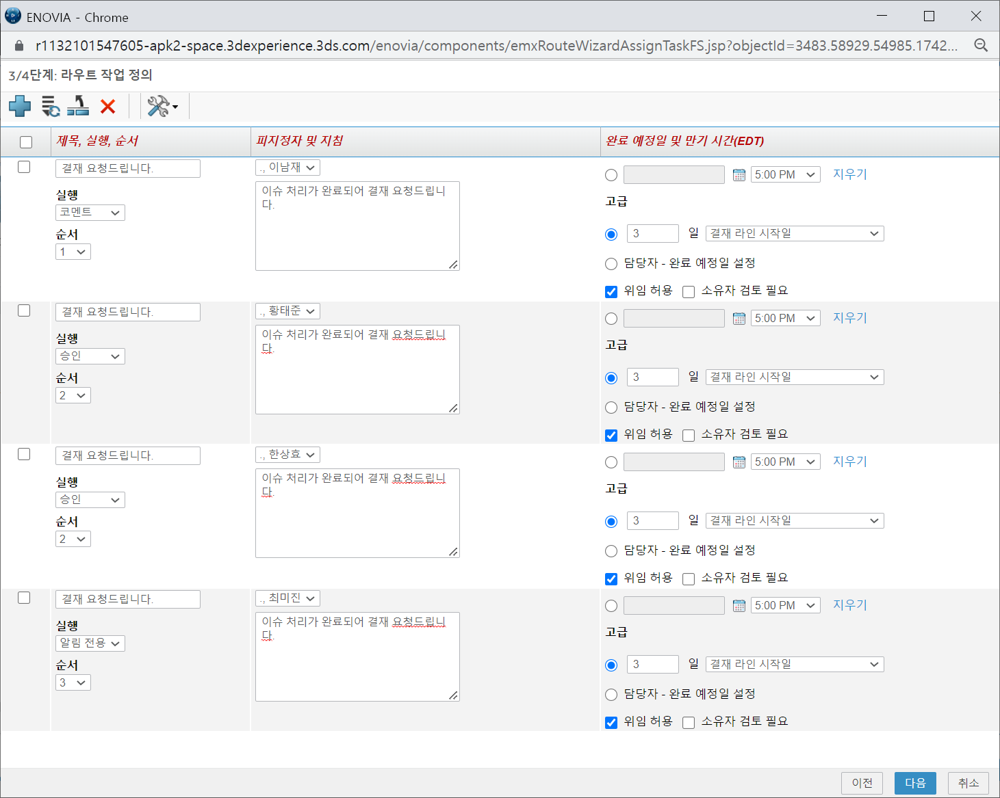 ENOVIA - Chrome
r1132101547605-apk2-space.3dexperience.3ds.com/enovia/components/emxRouteWizardAssignTaskFS.jsp?objectId=3483.58929.54985.1742...
3/4단계: 라우트 작업 정의
제목, 실행, 순서 피지정자 및 지침 완료 예정일 및 만기 시간(EDT)
결재 요청드립니다.
실행
코멘트
순서
1
., 이남재
이슈 처리가 완료되어 결재 요청드립니
다.
5:00 PM 지우기
고급
3 일 결재 라인 시작일
담당자 - 완료 예정일 설정
위임 허용 소유자 검토 필요
결재 요청드립니다.
실행
승인
순서
2
., 황태준
이슈 처리가 완료되어 결재 요청드립니
다.
5:00 PM 지우기
고급
3 일 결재 라인 시작일
담당자 - 완료 예정일 설정
위임 허용 소유자 검토 필요
결재 요청드립니다.
실행
승인
순서
2
., 한상효
이슈 처리가 완료되어 결재 요청드립니
다.
5:00 PM 지우기
고급
3 일 결재 라인 시작일
담당자 - 완료 예정일 설정
위임 허용 소유자 검토 필요
결재 요청드립니다.
실행
알림 전용
순서
3
., 최미진
이슈 처리가 완료되어 결재 요청드립니
다.
5:00 PM 지우기
고급
3 일 결재 라인 시작일
담당자 - 완료 예정일 설정
위임 허용 소유자 검토 필요
이전 다음 취소